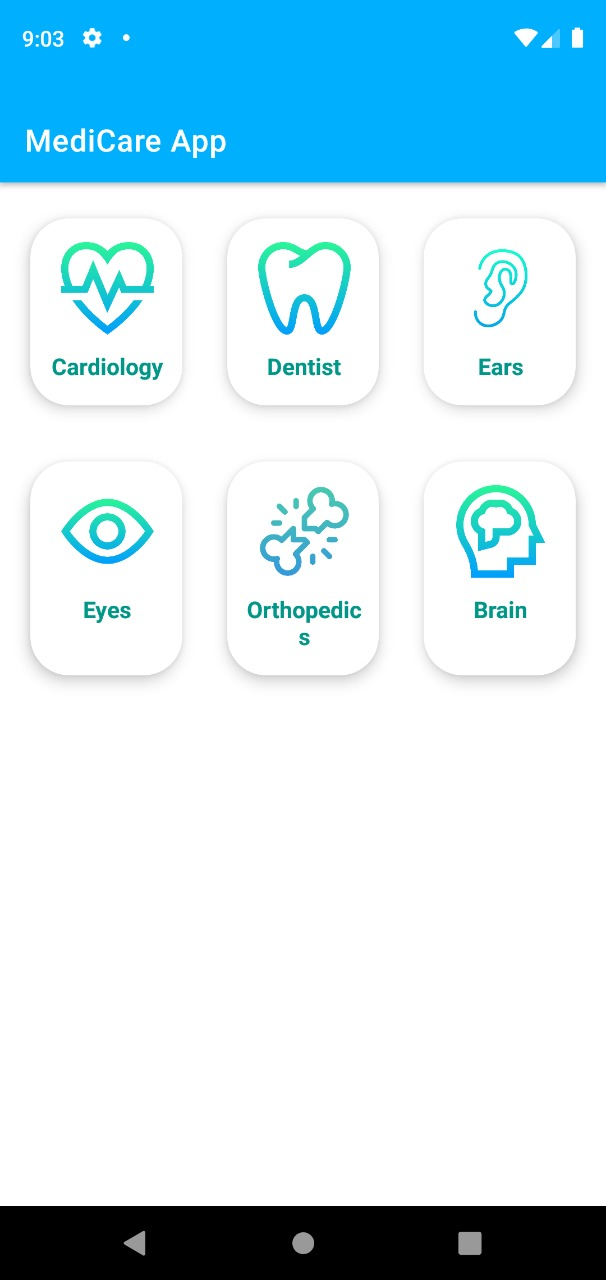 9:03
MediCare App
Cardiology
Dentist
Ears
Eyes
Orthopedic
s
Brain